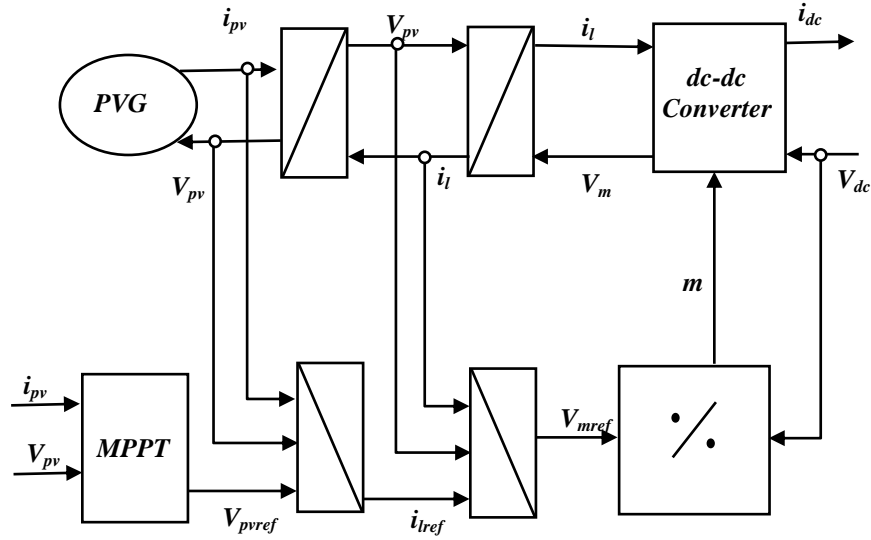 i_pv
V_pv
i_l
i_dc
PVG
dc-dc
Converter
V_pv
i_l
V_m
V_dc
m
i_pv
V_pv
MPPT
V_mref
V_pvref
i_lref